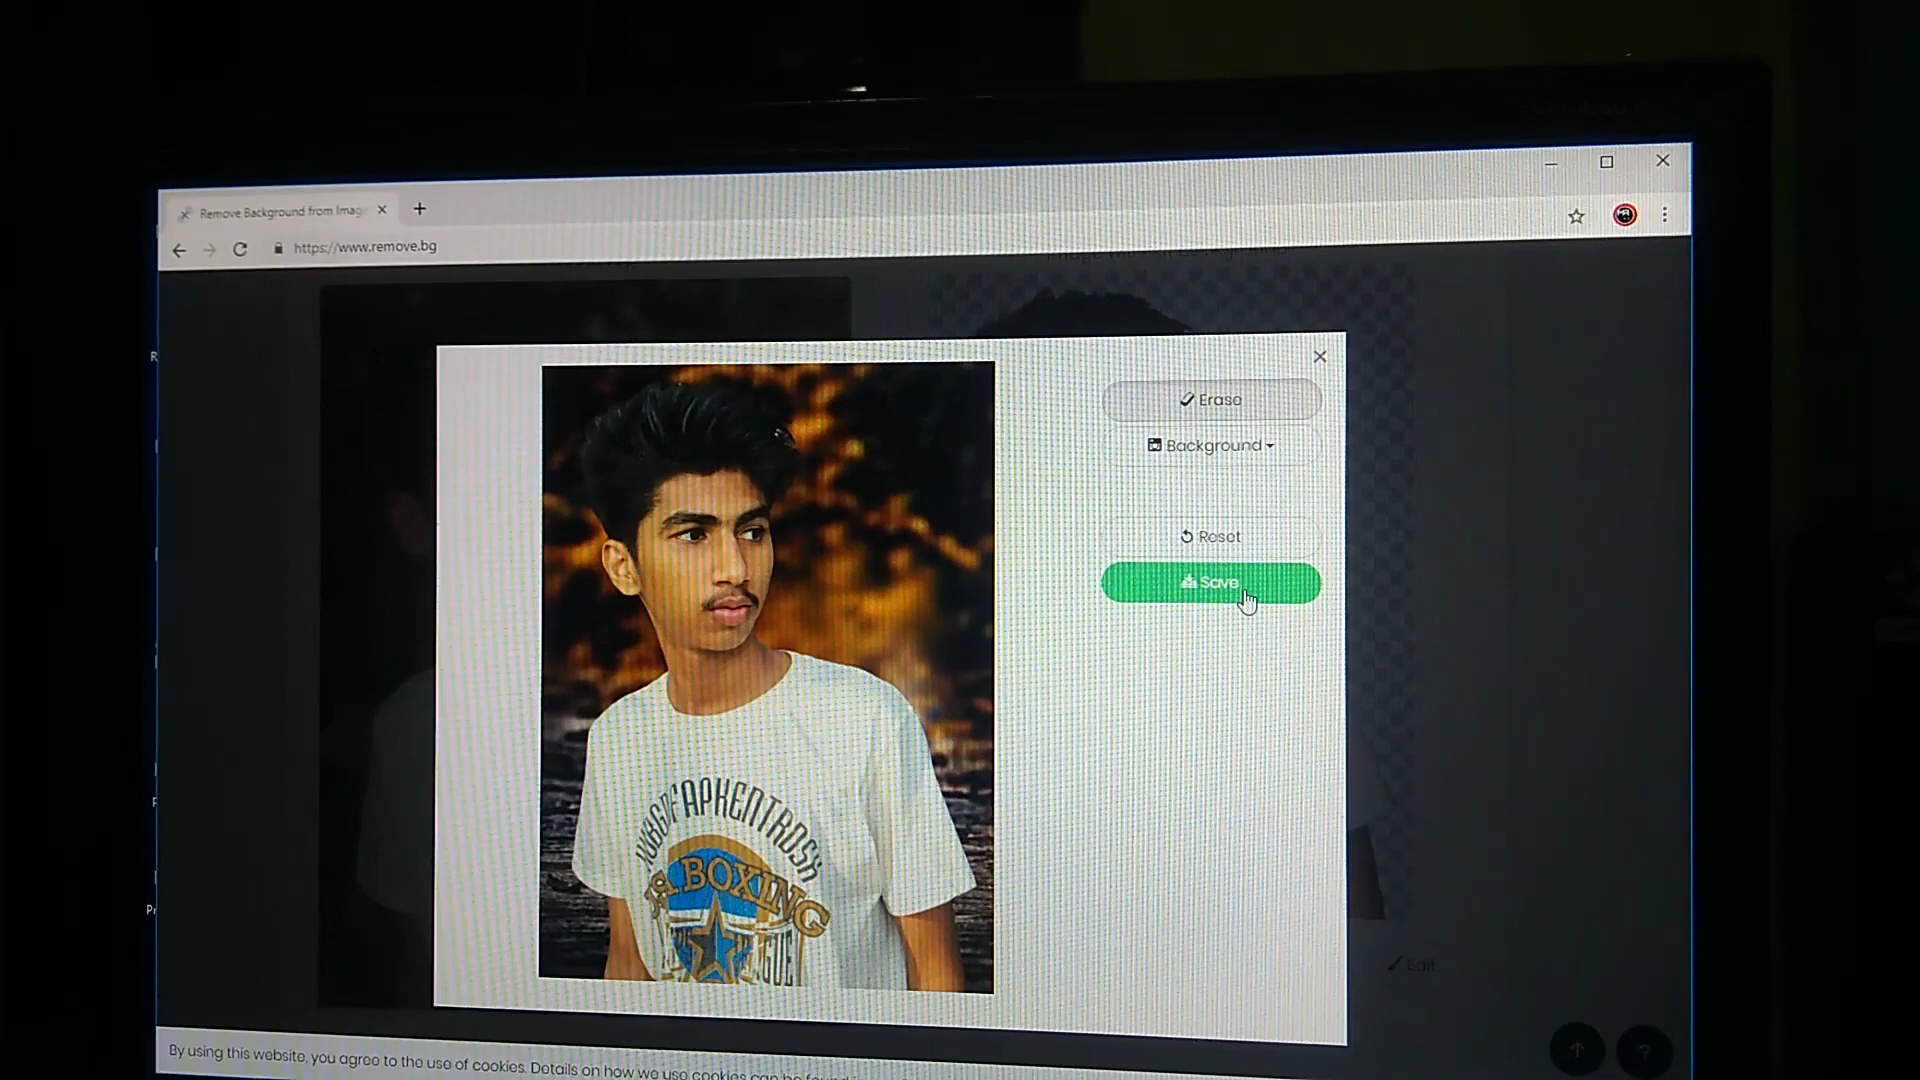 Remove Background from Imag
https://www.remove.bg
Erase
Background
Reset
Save
BOXING
Edit
By using this website, you agree to the use of cookies. Details on how we use cookies can be found